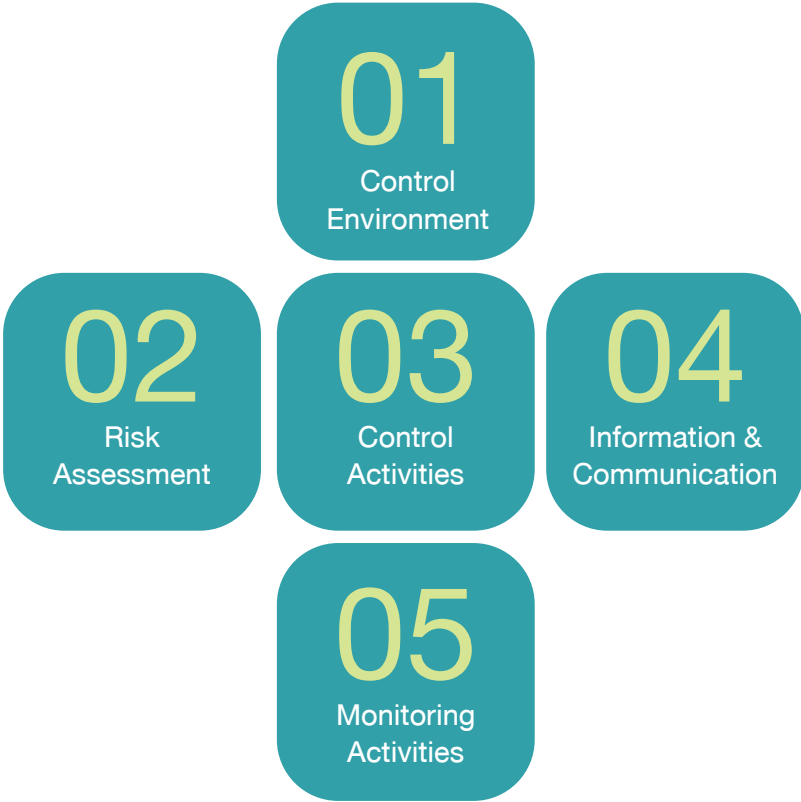 01
Control
Environment
02
Risk
Assessment
03
Control
Activities
04
Information &
Communication
05
Monitoring
Activities